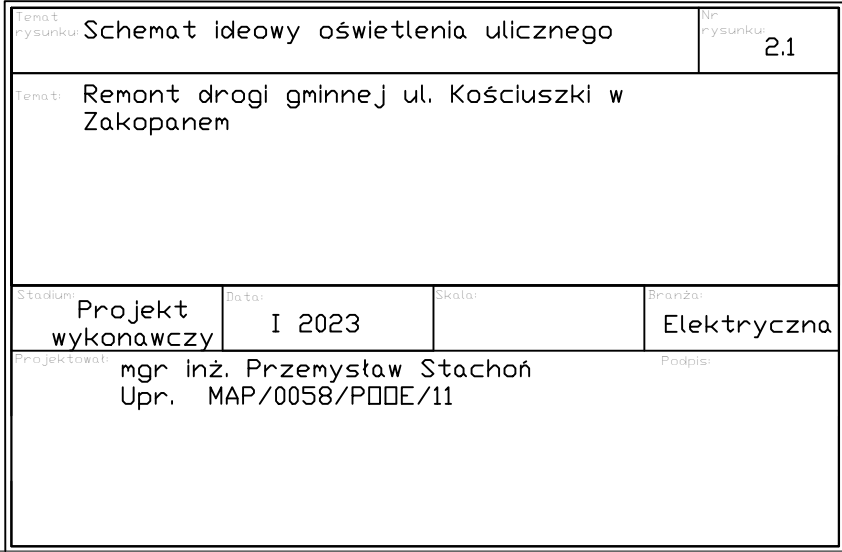 Temat
rysunku: Schemat ideowy oświetlenia ulicznego
Nr
rysunku:
2.1
Temat: Remont drogi gminnej ul. Kościuszki w
Zakopanem
Stadium:
Projekt
wykonawczy
Data:
I 2023
Skala:
Branża:
Elektryczna
Projektował:
mgr inż. Przemysław Stachoń
Upr. MAP/0058/POOE/11
Podpis: